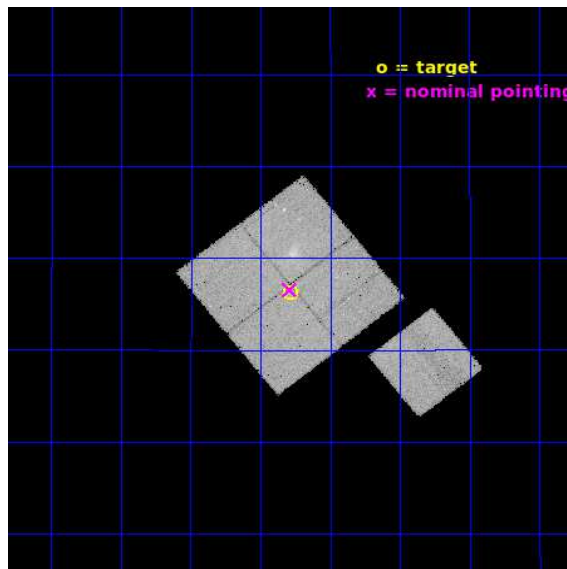 o = target
x = nominal pointing